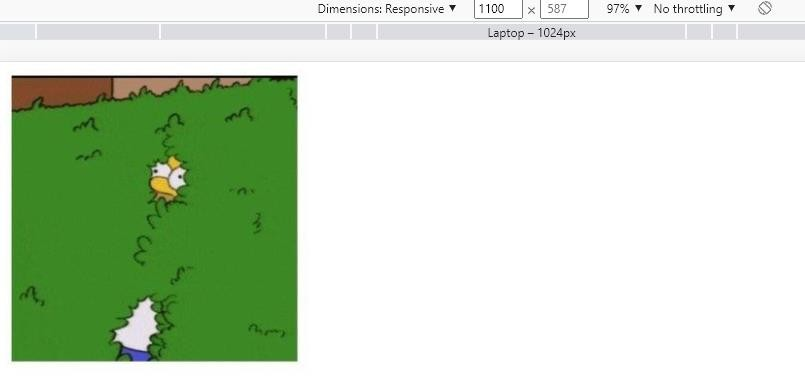 Dimensions: Responsive ▼ 1100 × 587 97% ▼ No throttling ▼
Laptop – 1024px